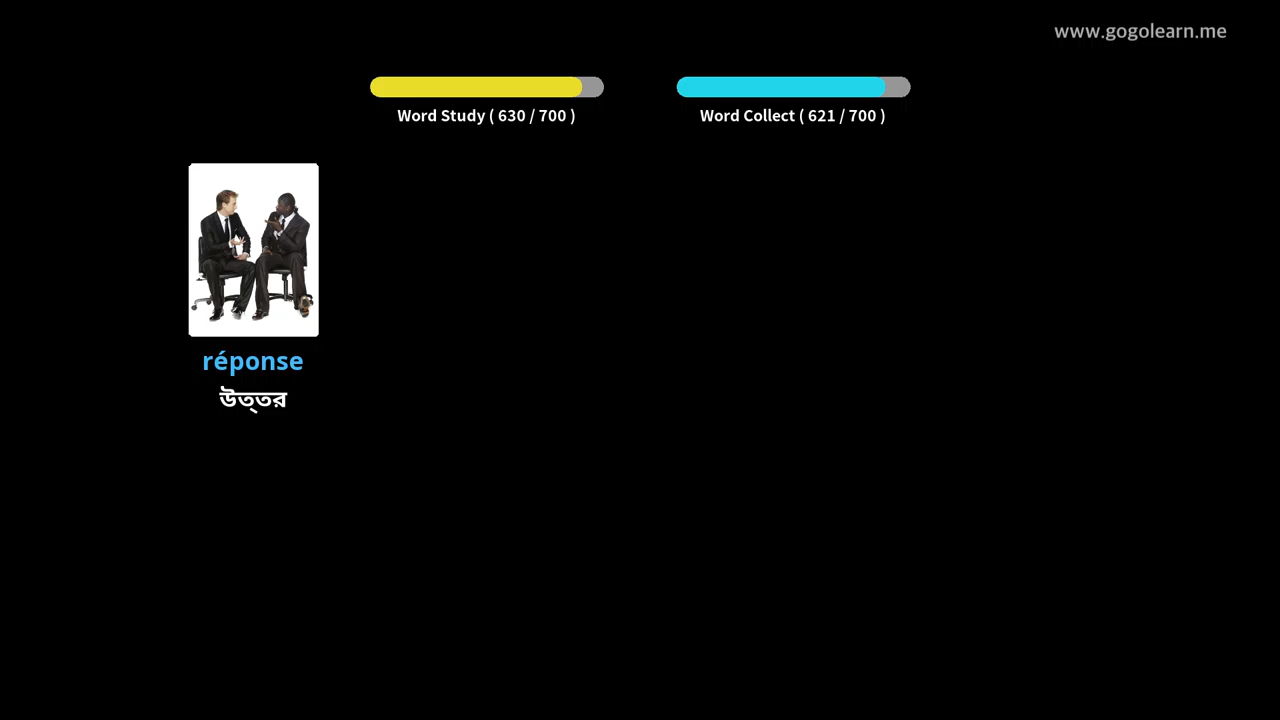 www.gogolearn.me
Word Study ( 630 / 700 )
Word Collect ( 621 / 700 )
réponse
উত্তর